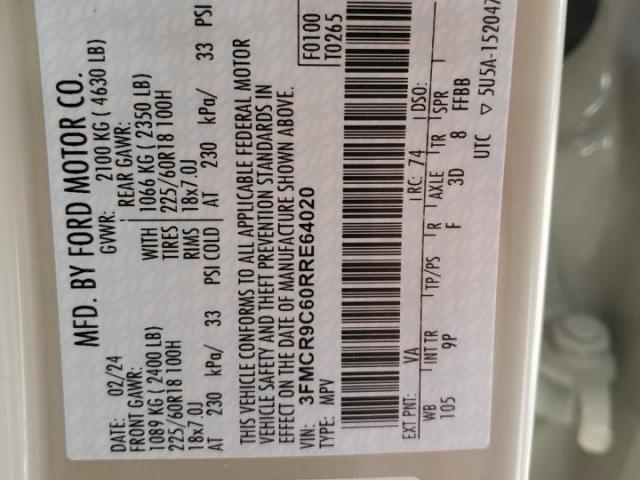 MFD. BY FORD MOTOR CO.
DATE: 02/24 GVWR: 2100 KG ( 4630 LB)
FRONT GAWR: REAR GAWR:
1089 KG ( 2400 LB) WITH 1066 KG ( 2350 LB)
225/60R18 100H TIRES 225/60R18 100H
18x7.0J RIMS 18x7.0J
AT 230 kPa/ 33 PSI COLD AT 230 kPa/ 33 PSI
THIS VEHICLE CONFORMS TO ALL APPLICABLE FEDERAL MOTOR
VEHICLE SAFETY AND THEFT PREVENTION STANDARDS IN
EFFECT ON THE DATE OF MANUFACTURE SHOWN ABOVE.
VIN: 3FMCR9C60RRE64020 F0100
TYPE: MPV T0265
EXT PNT: VA RC: 74 DSO:
WB INT TR TP/PS R AXLE TR SPR
105 9P F 3D 8 FFBB
UTC ▽ 5U5A-152047